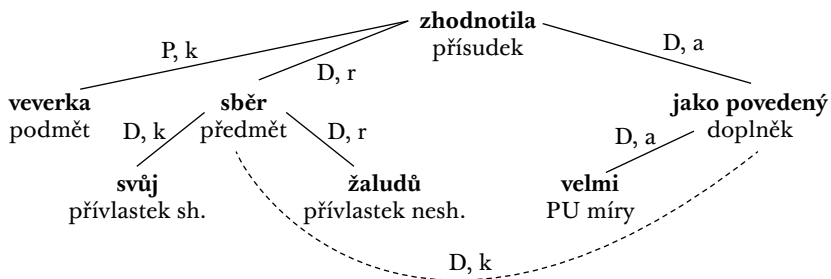 zhodnotila
přísudek
P, k
D, r
D, a
veverka
podmět
sběr
předmět
jako povedený
doplněk
D, k
D, r
D, a
svůj
přívlastek sh.
žaludů
přívlastek nesh.
velmi
PU míry
D, k